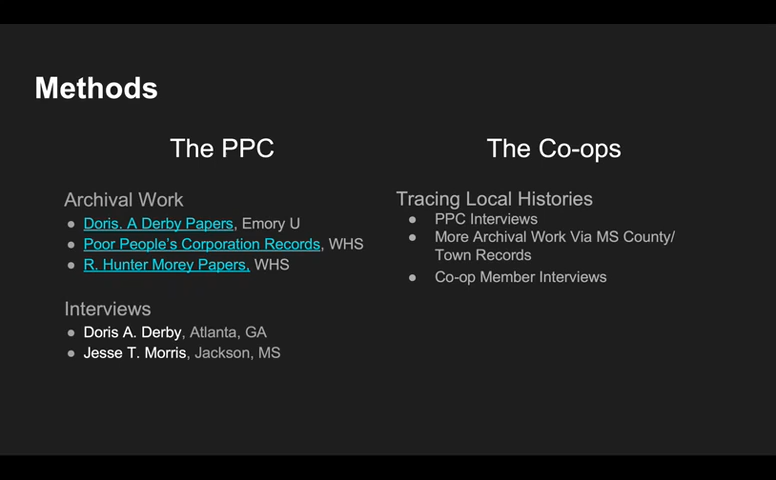 Methods
The PPC
Archival Work
● Doris. A Derby Papers, Emory U
● Poor People's Corporation Records, WHS
● R. Hunter Morey Papers, WHS
Interviews
● Doris A. Derby, Atlanta, GA
● Jesse T. Morris, Jackson, MS
The Co-ops
Tracing Local Histories
● PPC Interviews
● More Archival Work Via MS County/
Town Records
● Co-op Member Interviews